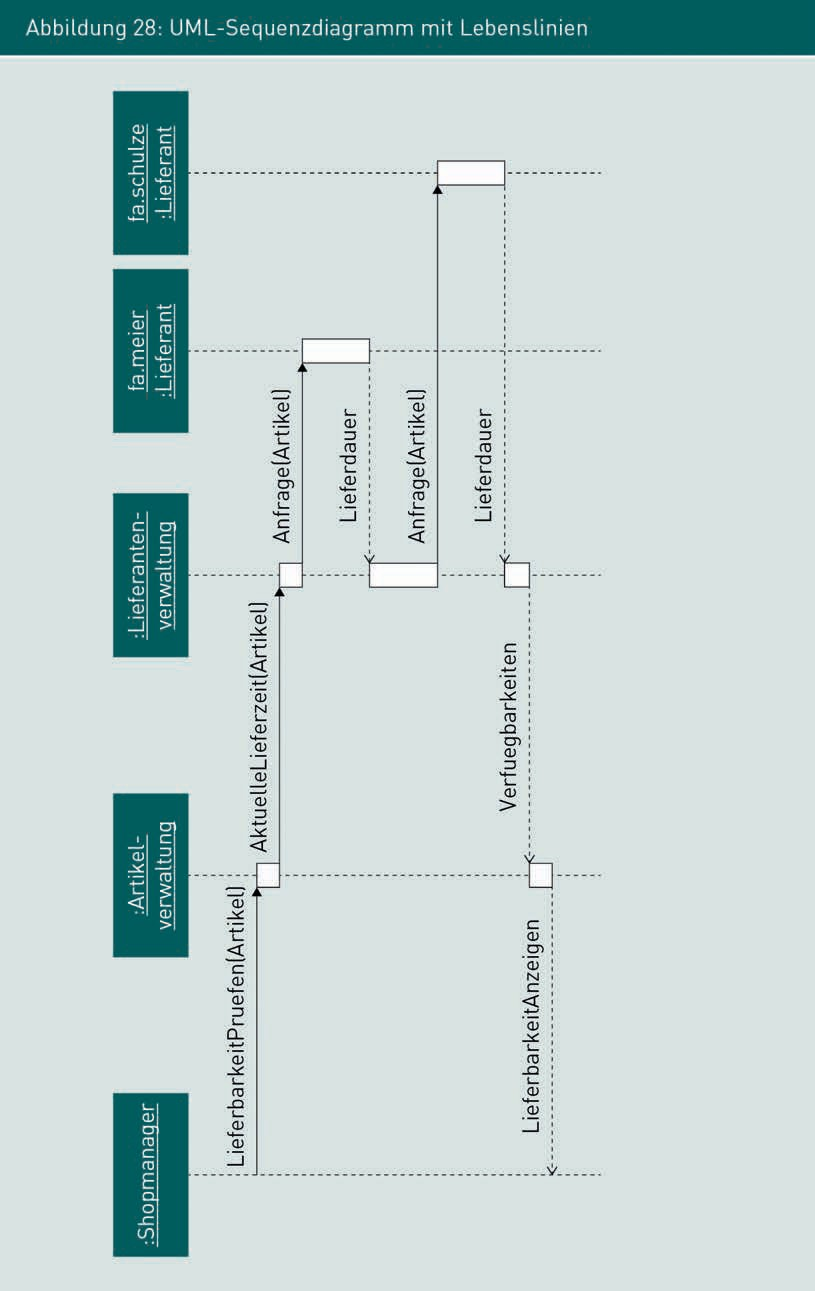 Abbildung 28: UML-Sequenzdiagramm mit Lebenslinien
:Shopmanager
:Artikel-
verwaltung
:Lieferanten-
verwaltung
fa.meier
:Lieferant
fa.schulze
:Lieferant
LieferbarkeitPruefen(Artikel)
AktuelleLieferzeit(Artikel)
Anfrage(Artikel)
Lieferdauer
Anfrage(Artikel)
Lieferdauer
Verfuegbarkeiten
LieferbarkeitAnzeigen